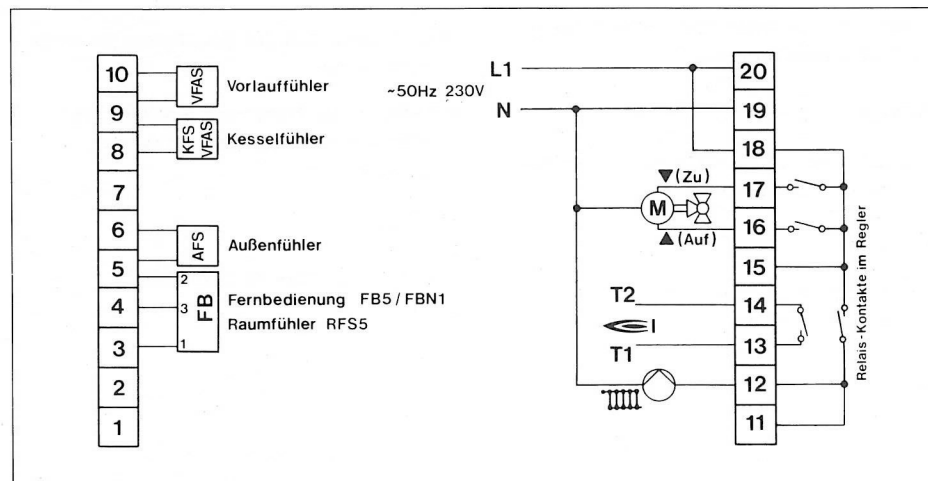 10
9
8
7
6
5
4
3
2
1
VFAS
Vorlauffühler
KFS
VFAS
Kesselfühler
AFS
Außenfühler
2
3
1
FB
Fernbedienung FB5/FBN1
Raumfühler RFS5
L1
~50Hz 230V
N
▼(Zu)
M
▲(Auf)
T2
I
T1
20
19
18
17
16
15
14
13
12
11
Relais-Kontakte im Regler